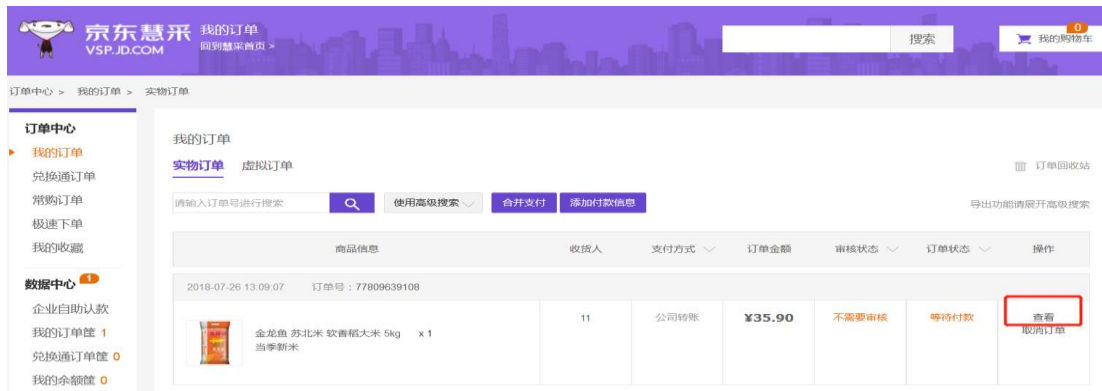 京东慧采
VSP.JD.COM
我的订单
回到慧采首页 >
搜索
0
我的购物车
订单中心 > 我的订单 > 实物订单
订单中心
我的订单
兑换通订单
常购订单
极速下单
我的收藏
数据中心 1
企业自助认款
我的订单筐 1
兑换通订单筐 0
我的余额筐 0
我的订单
实物订单 虚拟订单
订单回收站
请输入订单号进行搜索
使用高级搜索
合并支付
添加付款信息
导出功能请展开高级搜索
商品信息 收货人 支付方式 订单金额 审核状态 订单状态 操作
2018-07-26 13:09:07 订单号：77809639108
金龙鱼 苏北米 软香稻大米 5kg x 1
当季新米
11 公司转账 ¥35.90 不需要审核 等待付款 查看
取消订单